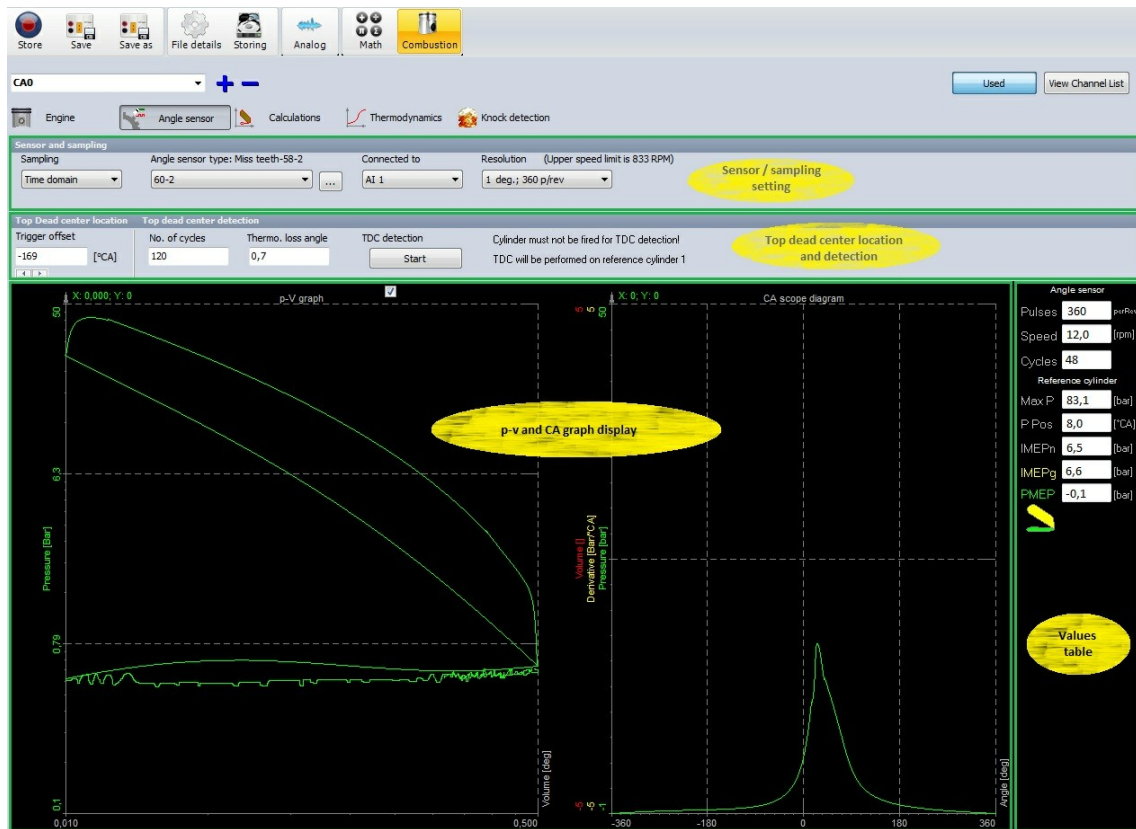 Store Save Save as File details Storing Analog Math Combustion
CA0
Used View Channel List
Engine Angle sensor Calculations Thermodynamics Knock detection
Sensor and sampling
Sampling Angle sensor type: Miss teeth-58-2 Connected to Resolution (Upper speed limit is 833 RPM)
Time domain 60-2 ... AI 1 1 deg.; 360 p/rev
Sensor / sampling
setting
Top Dead center location Top dead center detection
Trigger offset No. of cycles Thermo. loss angle TDC detection Cylinder must not be fired for TDC detection!
-169 [°CA] 120 0,7 Start TDC will be performed on reference cylinder 1
Top dead center location
and detection
X: 0,000; Y: 0 p-V graph
50
6,3
0,79
0,1
Pressure [Bar]
Volume [deg]
0,010 0,500
p-v and CA graph display
X: 0; Y: 0 CA scope diagram
5 5 50
Volume []
Derivative [Bar/°CA]
Pressure [bar]
-5 -5 -1
Angle [deg]
-360 -180 0 180 360
Angle sensor
Pulses 360 perRev
Speed 12,0 [rpm]
Cycles 48
Reference cylinder
Max P 83,1 [bar]
P Pos 8,0 [°CA]
IMEPn 6,5 [bar]
IMEPg 6,6 [bar]
PMEP -0,1 [bar]
Values
table